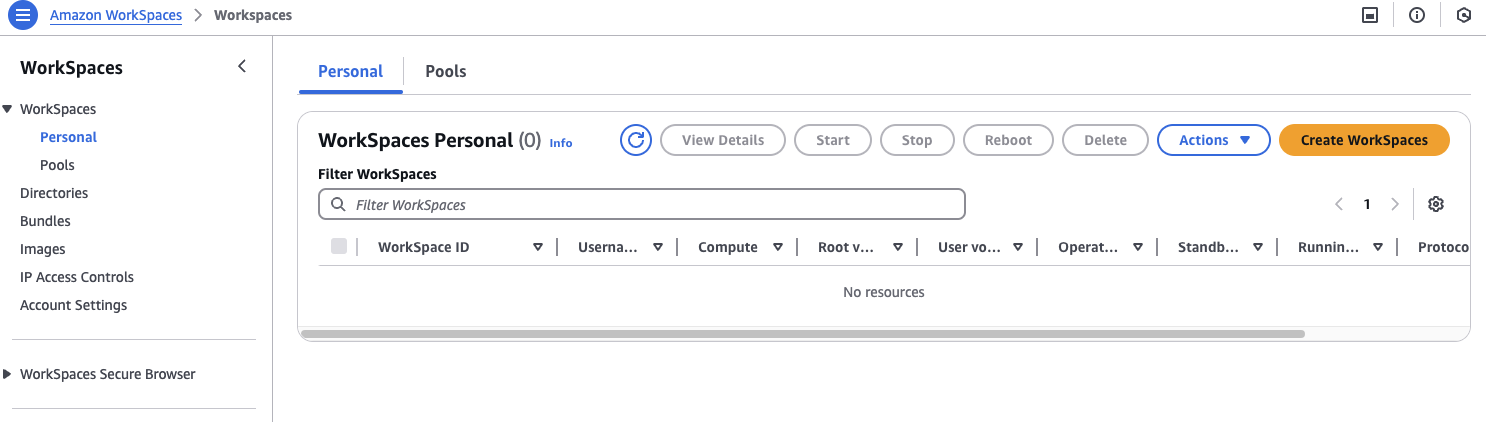 Amazon WorkSpaces > Workspaces
WorkSpaces
WorkSpaces
Personal
Pools
Directories
Bundles
Images
IP Access Controls
Account Settings
WorkSpaces Secure Browser
Personal Pools
WorkSpaces Personal (0) Info View Details Start Stop Reboot Delete Actions Create WorkSpaces
Filter WorkSpaces
Filter WorkSpaces 1
WorkSpace ID Userna... Compute Root v... User vo... Operat... Standb... Runnin... Protoco
No resources